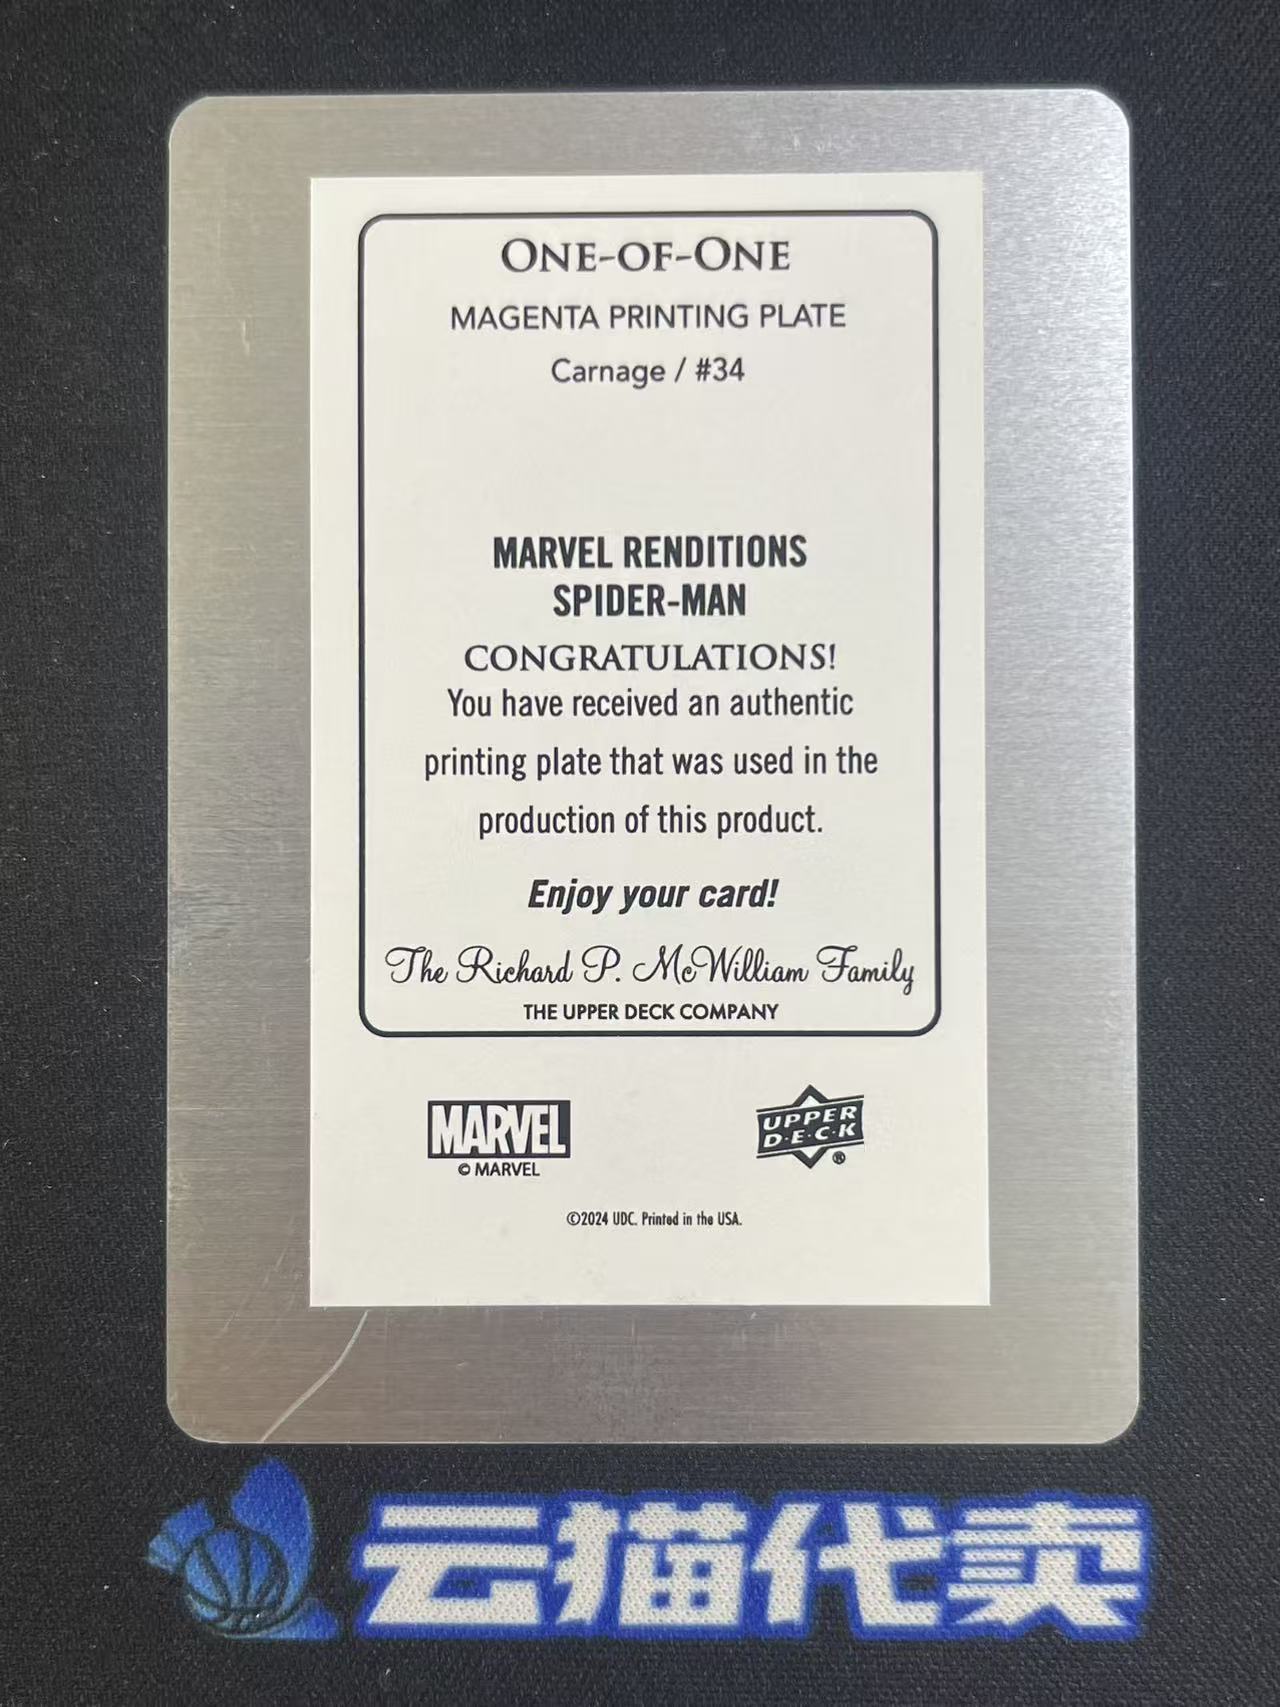 ONE-OF-ONE
MAGENTA PRINTING PLATE
Carnage / #34
MARVEL RENDITIONS
SPIDER-MAN
CONGRATULATIONS!
You have received an authentic
printing plate that was used in the
production of this product.
Enjoy your card!
The Richard P. McWilliam Family
THE UPPER DECK COMPANY
MARVEL
© MARVEL
UPPER
D·E·C·K
®
©2024 UDC. Printed in the USA.
云猫代卖